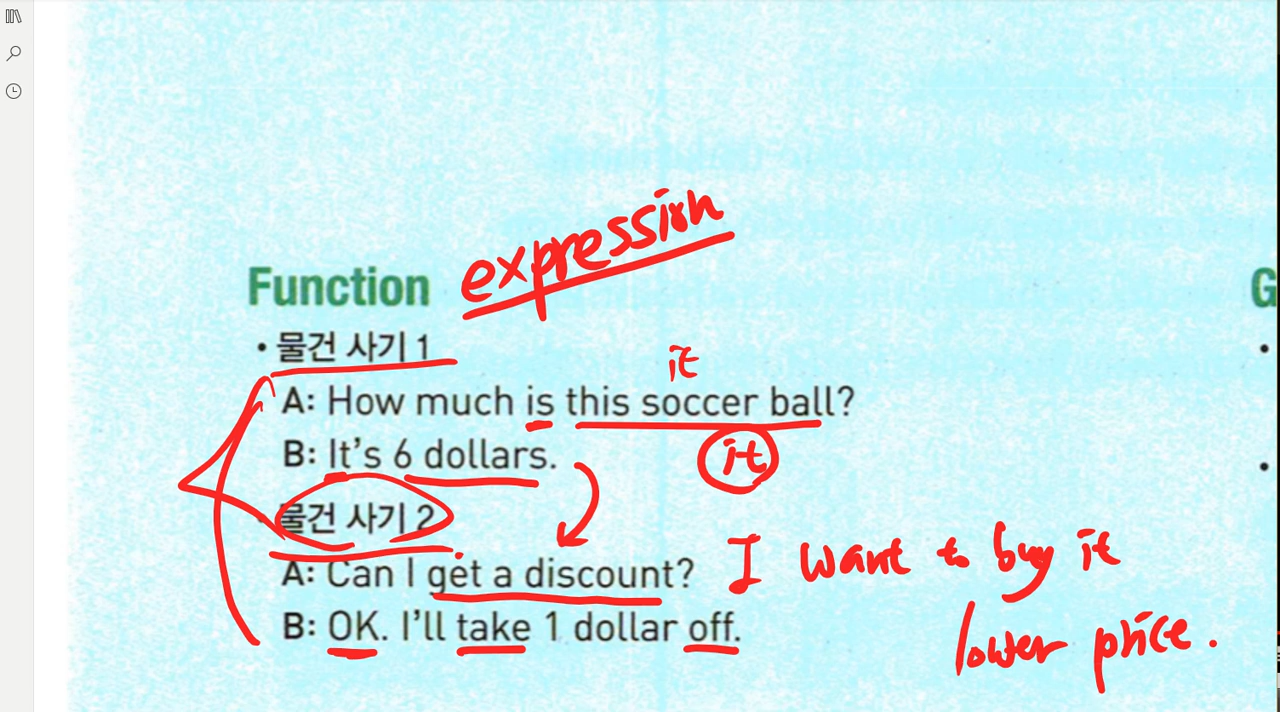 expression
Function
G
• 물건 사기 1
it
A: How much is this soccer ball?
B: It's 6 dollars.
it
• 물건 사기 2
A: Can I get a discount?
I want to buy it
B: OK. I'll take 1 dollar off.
lower price.